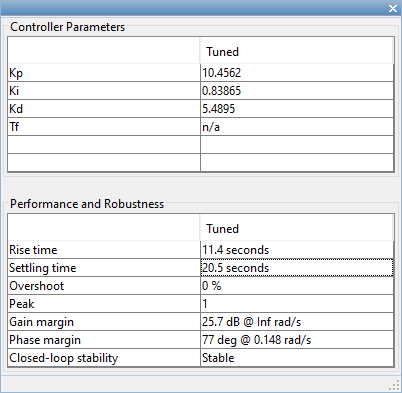 Controller Parameters
Tuned
Kp 10.4562
Ki 0.83865
Kd 5.4895
Tf n/a
Performance and Robustness
Tuned
Rise time 11.4 seconds
Settling time 20.5 seconds
Overshoot 0 %
Peak 1
Gain margin 25.7 dB @ Inf rad/s
Phase margin 77 deg @ 0.148 rad/s
Closed-loop stability Stable